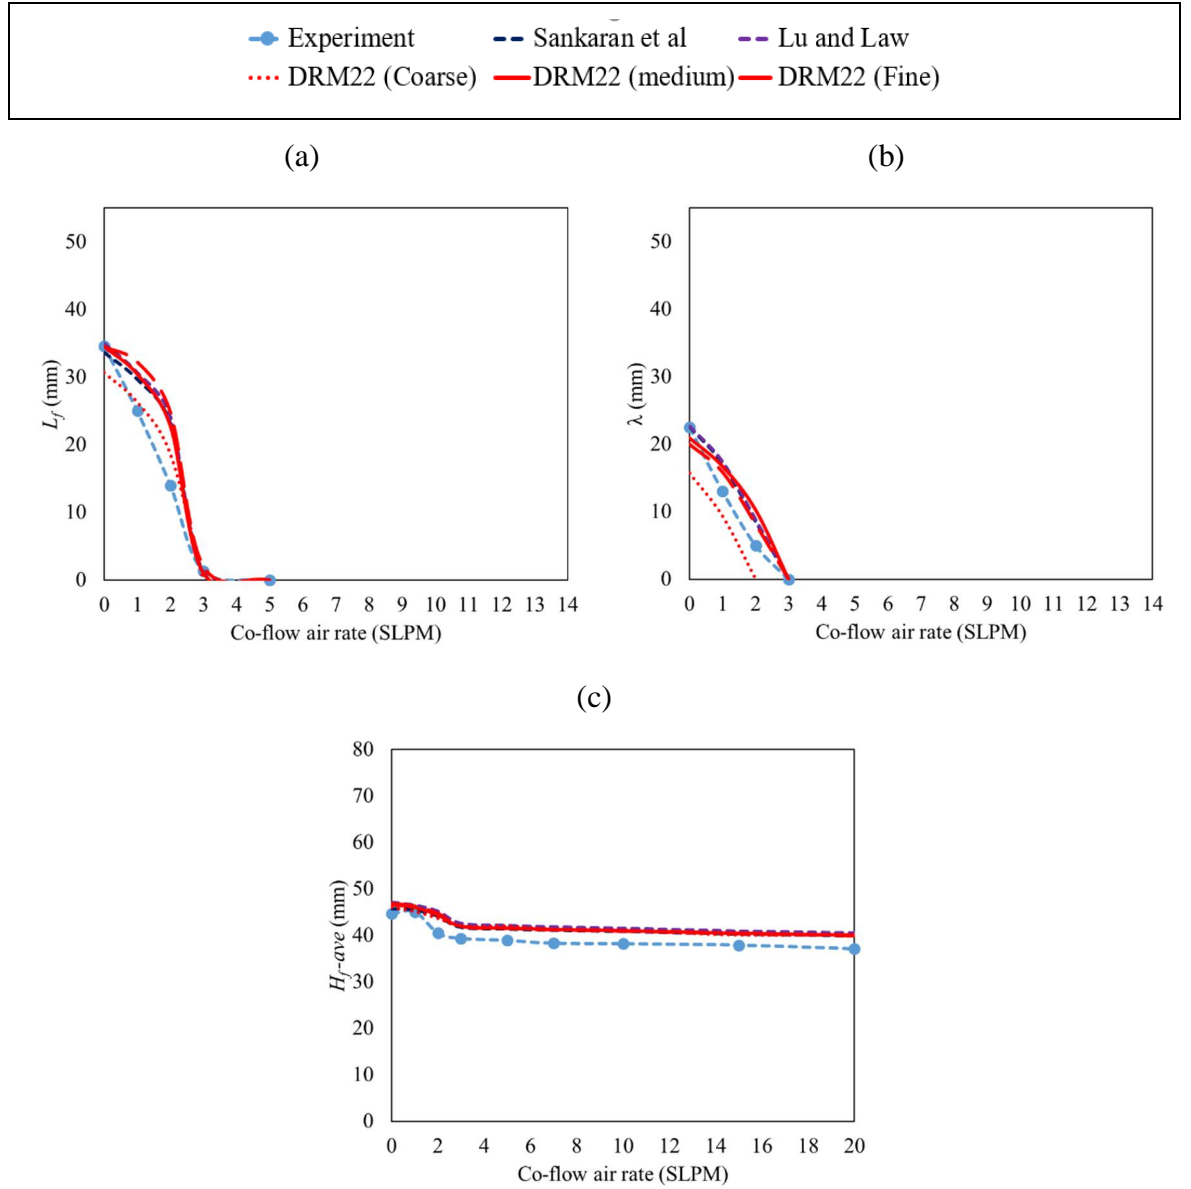 Experiment Sankaran et al Lu and Law
DRM22 (Coarse) DRM22 (medium) DRM22 (Fine)
(a) (b)
50
40
30
20
10
0
L_f (mm)
0 1 2 3 4 5 6 7 8 9 10 11 12 13 14
Co-flow air rate (SLPM)
50
40
30
20
10
0
λ (mm)
0 1 2 3 4 5 6 7 8 9 10 11 12 13 14
Co-flow air rate (SLPM)
(c)
80
70
60
50
40
30
20
10
0
H_f-ave (mm)
0 2 4 6 8 10 12 14 16 18 20
Co-flow air rate (SLPM)